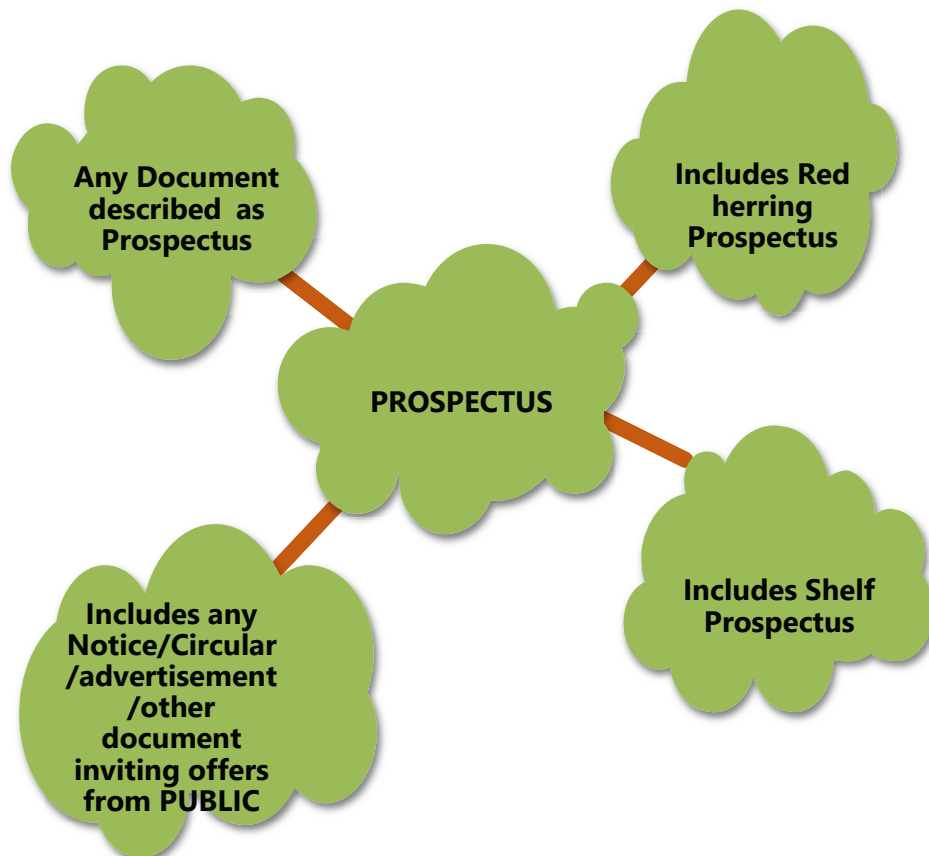 Any Document
described as
Prospectus
Includes Red
herring
Prospectus
PROSPECTUS
Includes any
Notice/Circular
/advertisement
/other
document
inviting offers
from PUBLIC
Includes Shelf
Prospectus